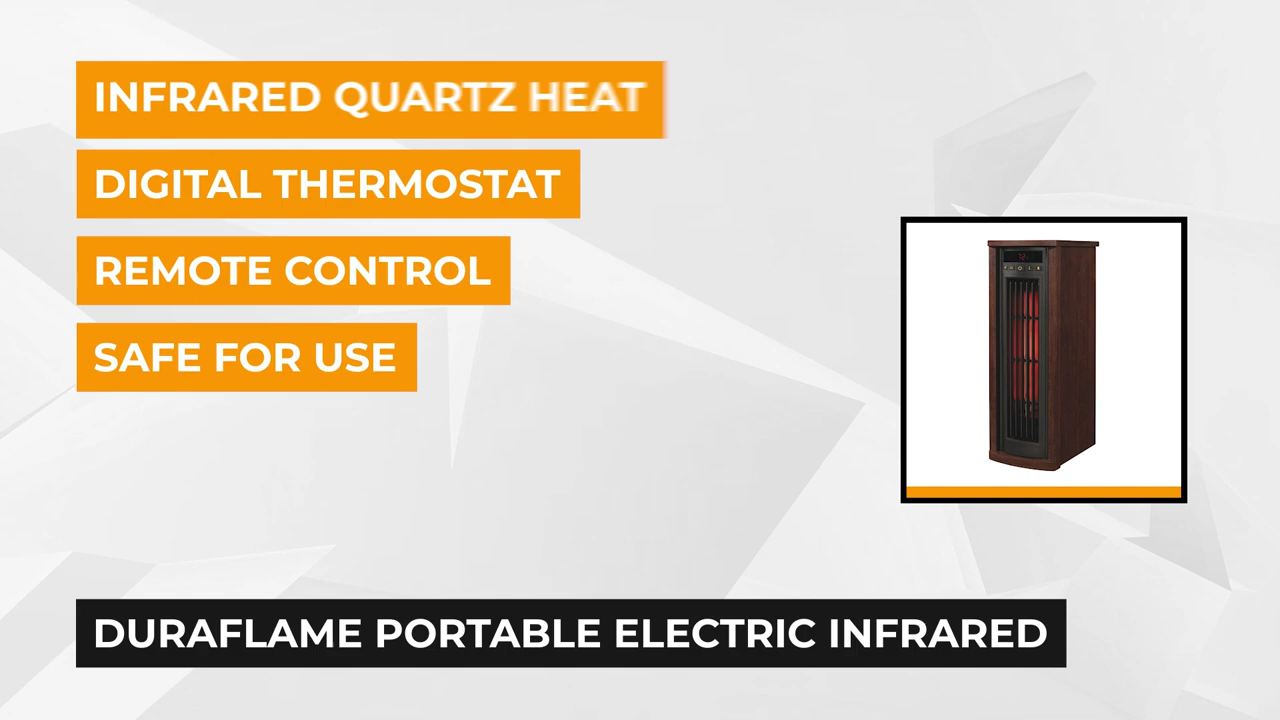 INFRARED QUARTZ HEAT
DIGITAL THERMOSTAT
REMOTE CONTROL
SAFE FOR USE
DURAFLAME PORTABLE ELECTRIC INFRARED